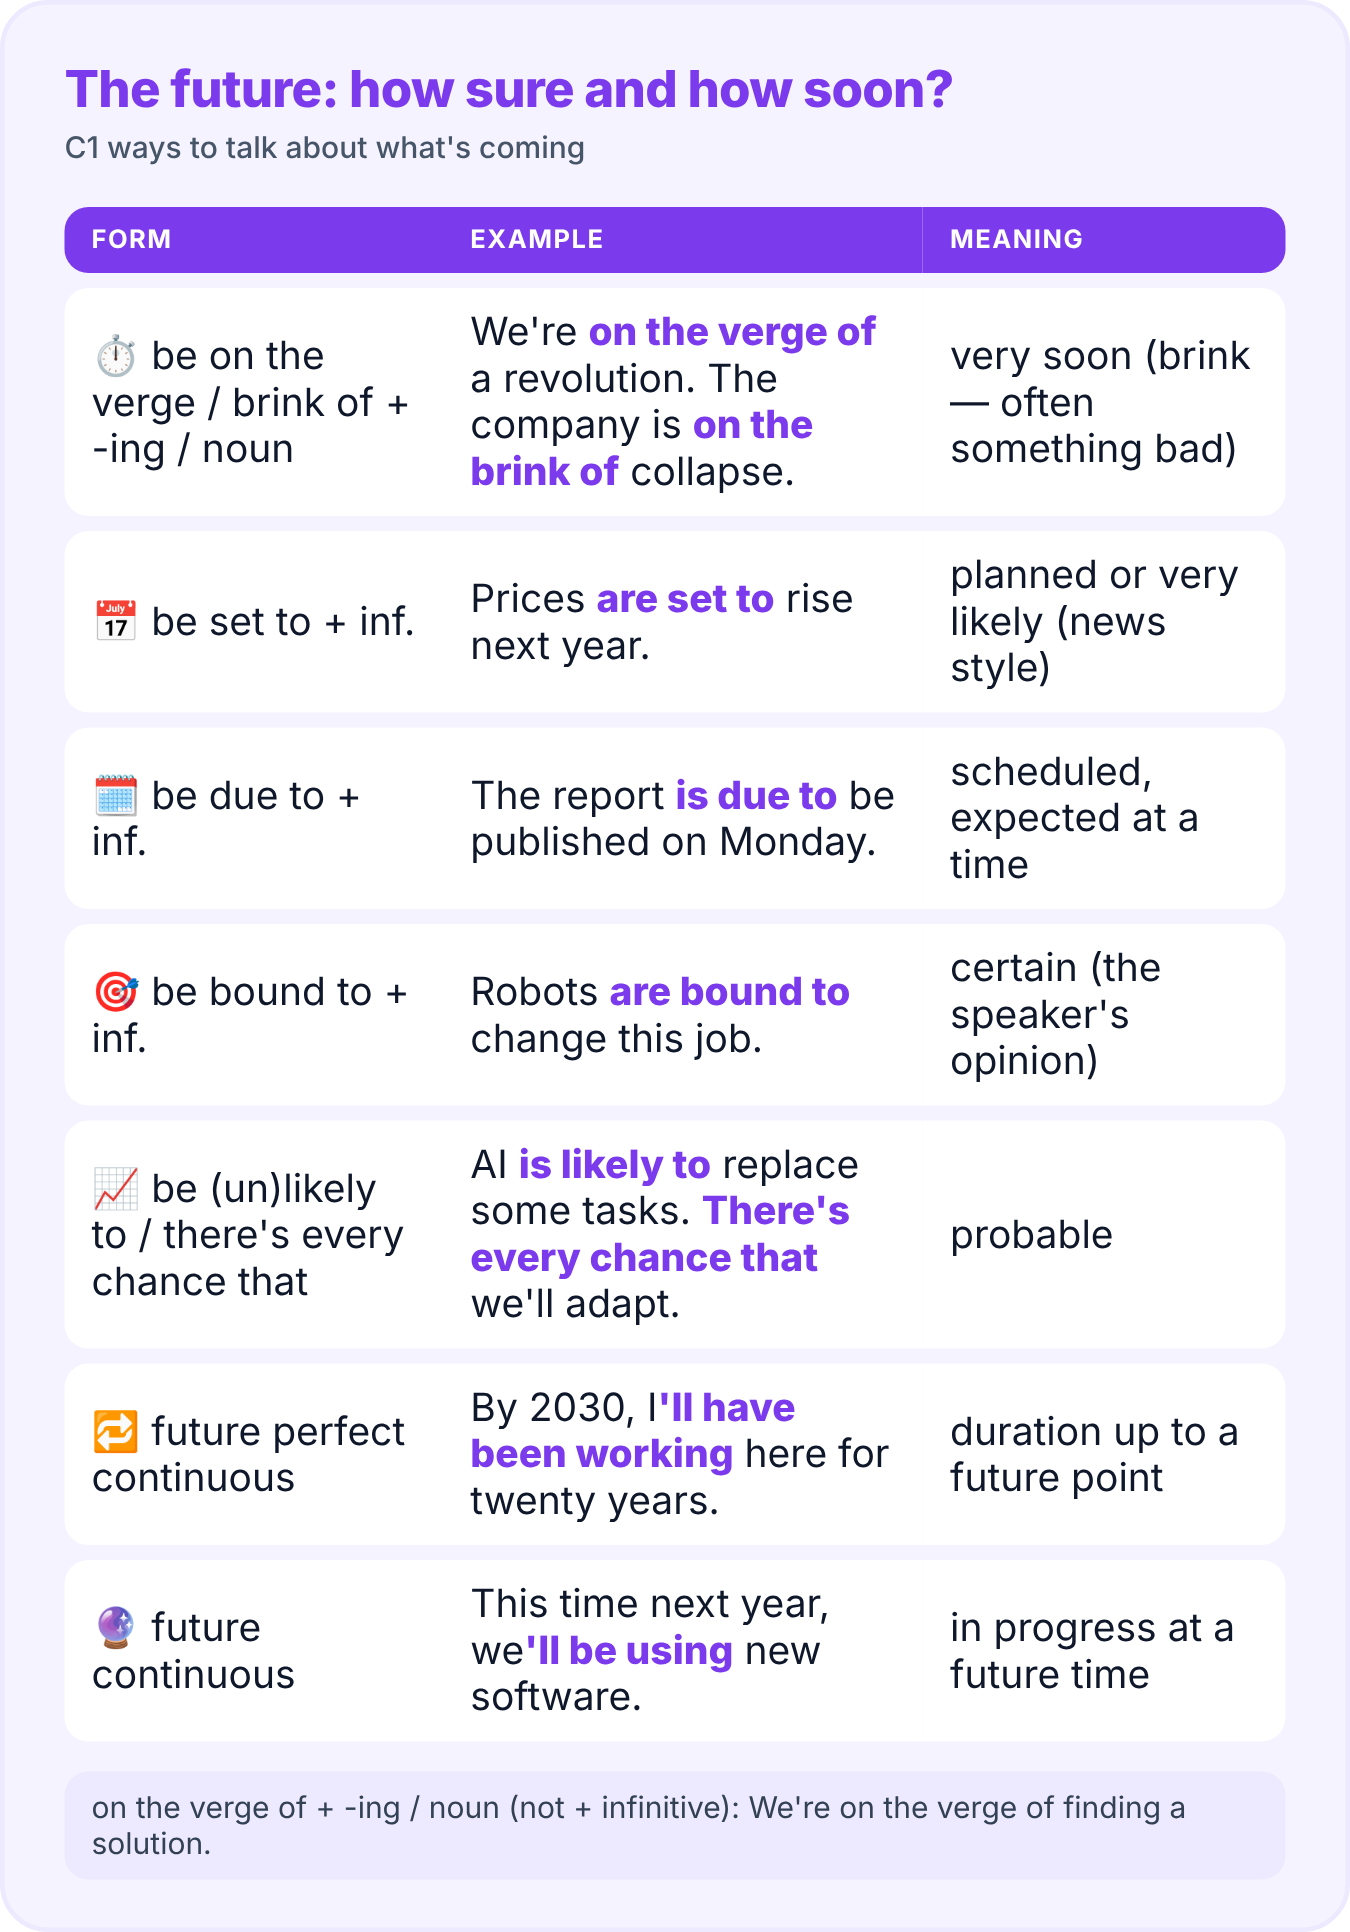 The future: how sure and how soon?
C1 ways to talk about what's coming
FORM EXAMPLE MEANING
be on the
verge / brink of +
-ing / noun
We're on the verge of
a revolution. The
company is on the
brink of collapse.
very soon (brink
— often
something bad)
July
17
be set to + inf.
Prices are set to rise
next year.
planned or very
likely (news
style)
be due to +
inf.
The report is due to be
published on Monday.
scheduled,
expected at a
time
be bound to +
inf.
Robots are bound to
change this job.
certain (the
speaker's
opinion)
be (un)likely
to / there's every
chance that
AI is likely to replace
some tasks. There's
every chance that
we'll adapt.
probable
future perfect
continuous
By 2030, I'll have
been working here for
twenty years.
duration up to a
future point
future
continuous
This time next year,
we'll be using new
software.
in progress at a
future time
on the verge of + -ing / noun (not + infinitive): We're on the verge of finding a
solution.